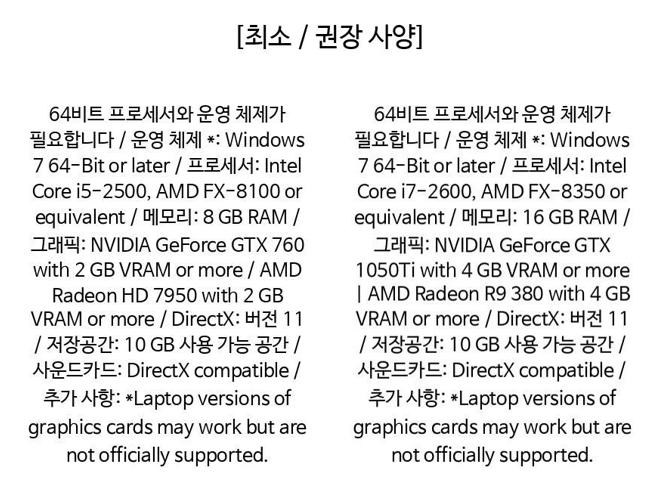 [최소 / 권장 사양]
64비트 프로세서와 운영 체제가
필요합니다 / 운영 체제 *: Windows
7 64-Bit or later / 프로세서: Intel
Core i5-2500, AMD FX-8100 or
equivalent / 메모리: 8 GB RAM /
그래픽: NVIDIA GeForce GTX 760
with 2 GB VRAM or more / AMD
Radeon HD 7950 with 2 GB
VRAM or more / DirectX: 버전 11
/ 저장공간: 10 GB 사용 가능 공간 /
사운드카드: DirectX compatible /
추가 사항: *Laptop versions of
graphics cards may work but are
not officially supported.
64비트 프로세서와 운영 체제가
필요합니다 / 운영 체제 *: Windows
7 64-Bit or later / 프로세서: Intel
Core i7-2600, AMD FX-8350 or
equivalent / 메모리: 16 GB RAM /
그래픽: NVIDIA GeForce GTX
1050Ti with 4 GB VRAM or more
| AMD Radeon R9 380 with 4 GB
VRAM or more / DirectX: 버전 11
/ 저장공간: 10 GB 사용 가능 공간 /
사운드카드: DirectX compatible /
추가 사항: *Laptop versions of
graphics cards may work but are
not officially supported.